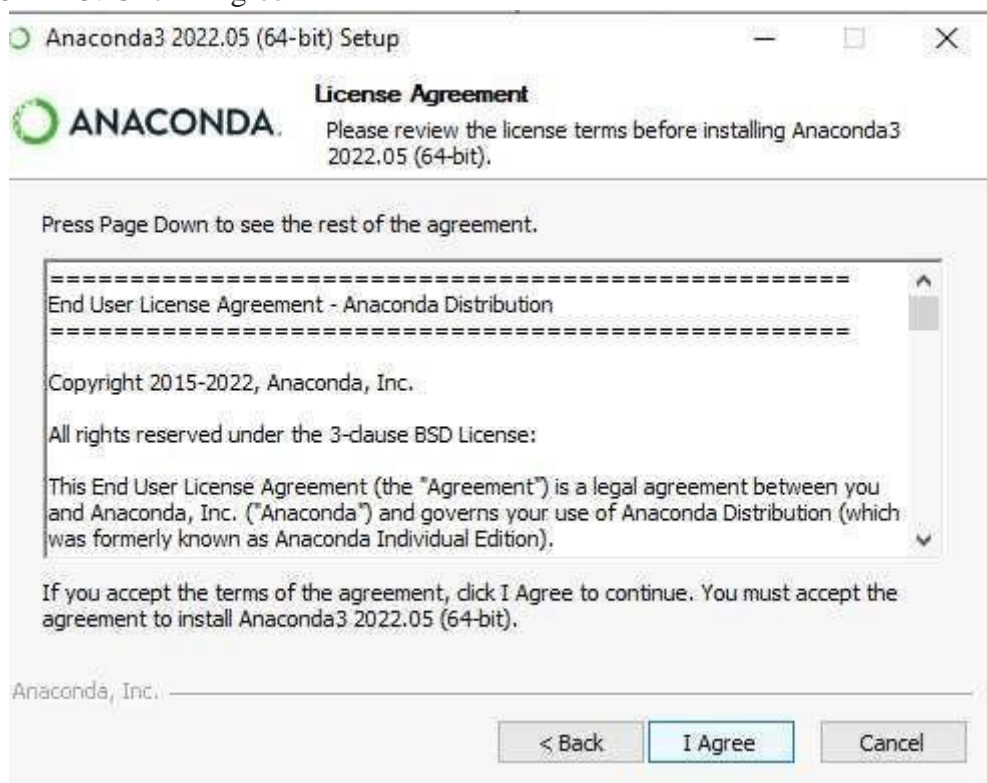 Anaconda3 2022.05 (64-bit) Setup
ANACONDA.
License Agreement
Please review the license terms before installing Anaconda3
2022.05 (64-bit).
Press Page Down to see the rest of the agreement.
==================================================
End User License Agreement - Anaconda Distribution
==================================================
Copyright 2015-2022, Anaconda, Inc.
All rights reserved under the 3-clause BSD License:
This End User License Agreement (the "Agreement") is a legal agreement between you
and Anaconda, Inc. ("Anaconda") and governs your use of Anaconda Distribution (which
was formerly known as Anaconda Individual Edition).
If you accept the terms of the agreement, click I Agree to continue. You must accept the
agreement to install Anaconda3 2022.05 (64-bit).
Anaconda, Inc.
< Back
I Agree
Cancel